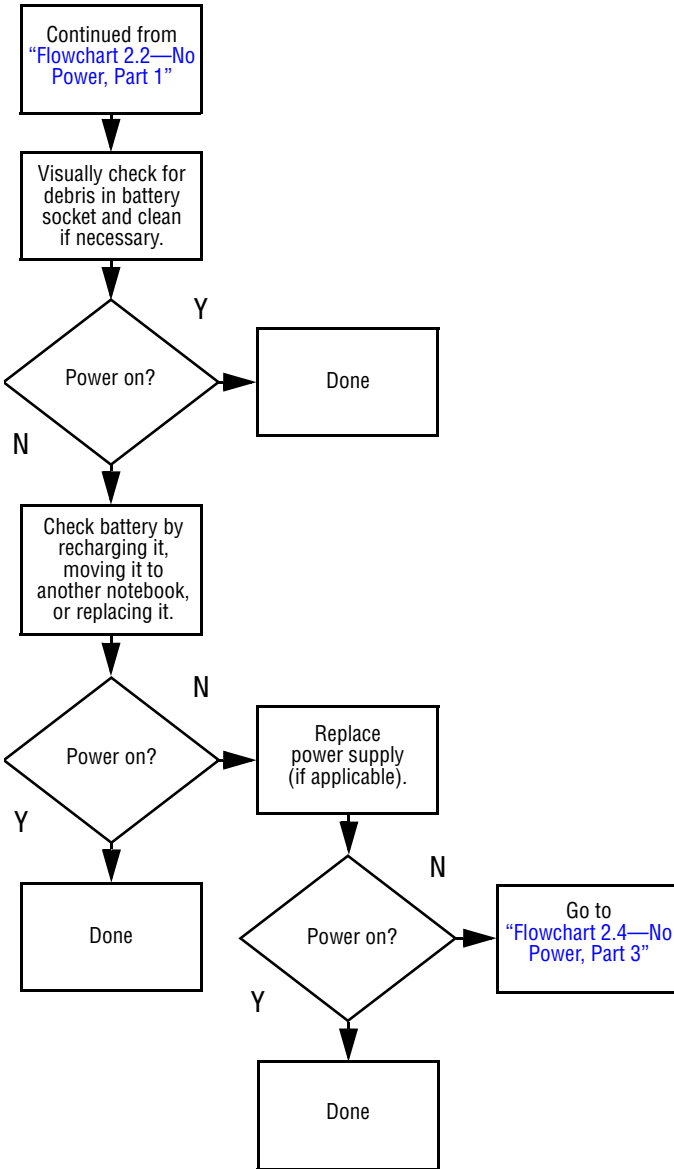 Continued from
“Flowchart 2.2—No
Power, Part 1”
Visually check for
debris in battery
socket and clean
if necessary.
Y
Power on?
Done
N
Check battery by
recharging it,
moving it to
another notebook,
or replacing it.
N
Power on?
Replace
power supply
(if applicable).
Y
Done
N
Power on?
Go to
“Flowchart 2.4—No
Power, Part 3”
Y
Done